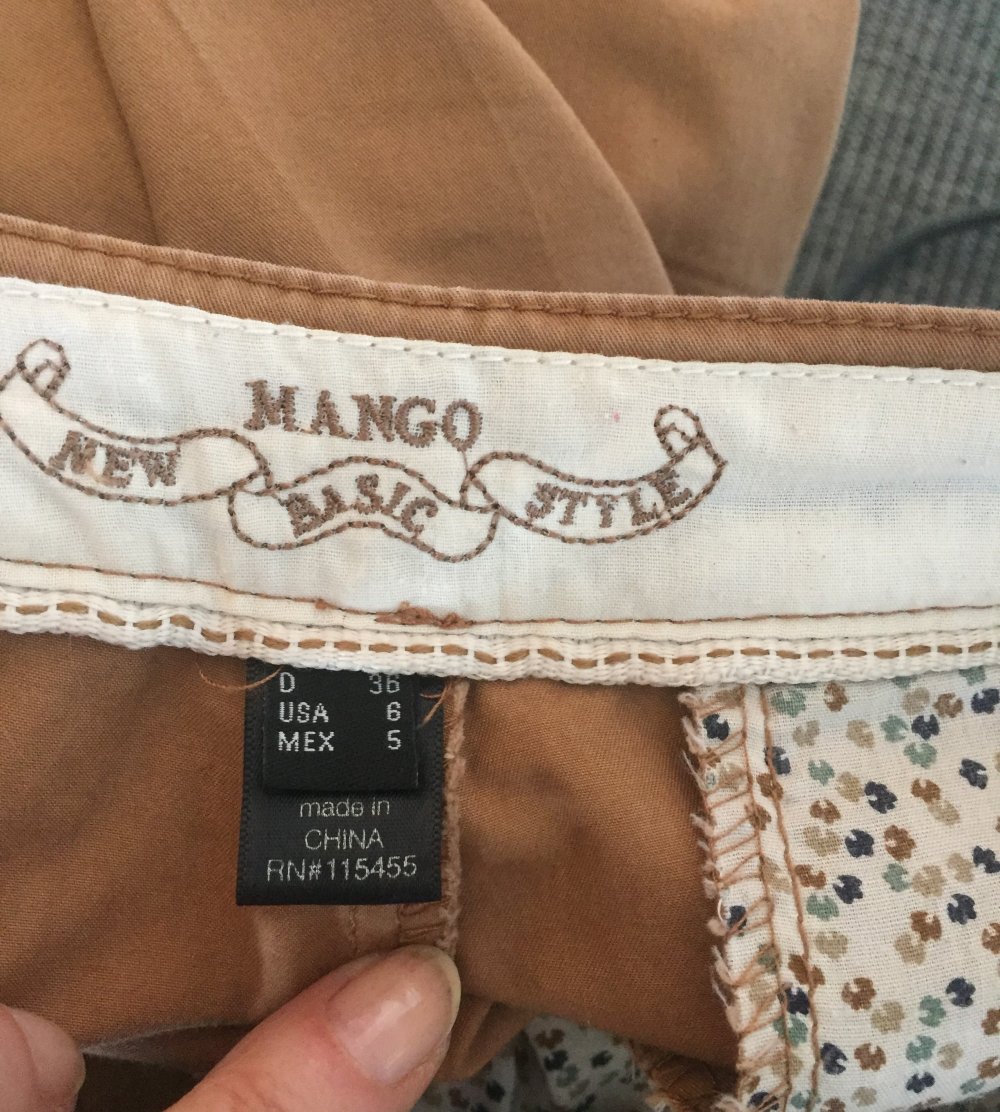 MANGO
NEW BASIC STYLE
D 36
USA 6
MEX 5
made in
CHINA
RN#115455